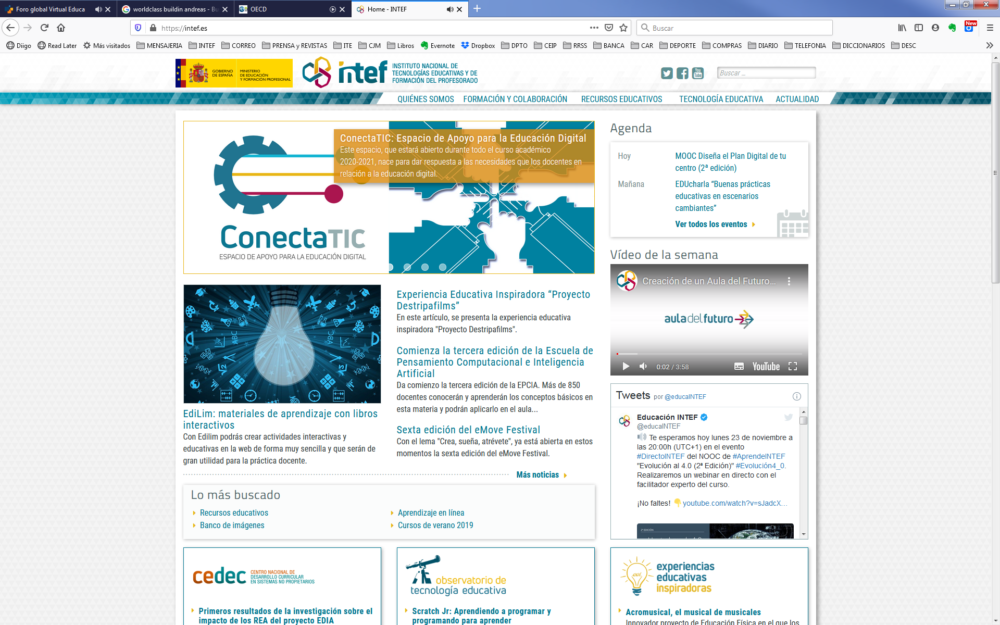 Foro global Virtual Educa
worldclass buildin andreas - Bu
OECD
Home - INTEF
https://intef.es
Buscar
New
Diigo
Read Later
Más visitados
MENSAJERIA
INTEF
CORREO
PRENSA y REVISTAS
ITE
CJM
Libros
Evernote
Dropbox
DPTO
CEIP
RRSS
BANCA
CAR
DEPORTE
COMPRAS
DIARIO
TELEFONIA
DICCIONARIOS
DESC
GOBIERNO
DE ESPAÑA
MINISTERIO
DE EDUCACIÓN
Y FORMACIÓN PROFESIONAL
intef
INSTITUTO NACIONAL DE
TECNOLOGÍAS EDUCATIVAS Y DE
FORMACIÓN DEL PROFESORADO
You
Tube
Buscar ...
QUIÉNES SOMOS
FORMACIÓN Y COLABORACIÓN
RECURSOS EDUCATIVOS
TECNOLOGÍA EDUCATIVA
ACTUALIDAD
ConectaTIC: Espacio de Apoyo para la Educación Digital
Este espacio, que estará abierto durante todo el curso académico
2020-2021, nace para dar respuesta a las necesidades que los docentes en
relación a la educación digital.
ConectaTIC
ESPACIO DE APOYO PARA LA EDUCACIÓN DIGITAL
ABC
ABC
√2
√5
EdiLim: materiales de aprendizaje con libros
interactivos
Con Edilim podrás crear actividades interactivas y
educativas en la web de forma muy sencilla y que serán de
gran utilidad para la práctica docente.
Experiencia Educativa Inspiradora “Proyecto
Destripafilms”
En este artículo, se presenta la experiencia educativa
inspiradora "Proyecto Destripafilms".
Comienza la tercera edición de la Escuela de
Pensamiento Computacional e Inteligencia
Artificial
Da comienzo la tercera edición de la EPCIA. Más de 850
docentes conocerán y aprenderán los conceptos básicos en
esta materia y podrán aplicarlo en el aula...
Sexta edición del eMove Festival
Con el lema "Crea, sueña, atrévete", ya está abierta en estos
momentos la sexta edición del eMove Festival.
Más noticias
Lo más buscado
Recursos educativos
Banco de imágenes
Aprendizaje en línea
Cursos de verano 2019
Agenda
Hoy
MOOC Diseña el Plan Digital de tu
centro (2ª edición)
Mañana
EDUcharla “Buenas prácticas
educativas en escenarios
cambiantes”
Ver todos los eventos
Vídeo de la semana
Creación de un Aula del Futuro...
auladelfuturo
0:02 / 3:58
YouTube
Tweets por @educaINTEF
Educación INTEF
@educaINTEF
Te esperamos hoy lunes 23 de noviembre a
las 20:00h (UTC+1) en el evento
#DirectoINTEF del NOOC de #AprendeINTEF
"Evolución al 4.0 (2ª Edición)" #Evolución4_0.
Realizaremos un webinar en directo con el
facilitador experto del curso.
¡No faltes! youtube.com/watch?v=sJadcX...
2ª EDICIÓN
cedec
CENTRO NACIONAL DE
DESARROLLO CURRICULAR
EN SISTEMAS NO PROPIETARIOS
Primeros resultados de la investigación sobre el
impacto de los REA del proyecto EDIA
observatorio de
tecnología educativa
Scratch Jr: Aprendiendo a programar y
programando para aprender
eei
experiencias
educativas
inspiradoras
Acromusical, el musical de musicales
Innovador proyecto de Educación Física en el que los